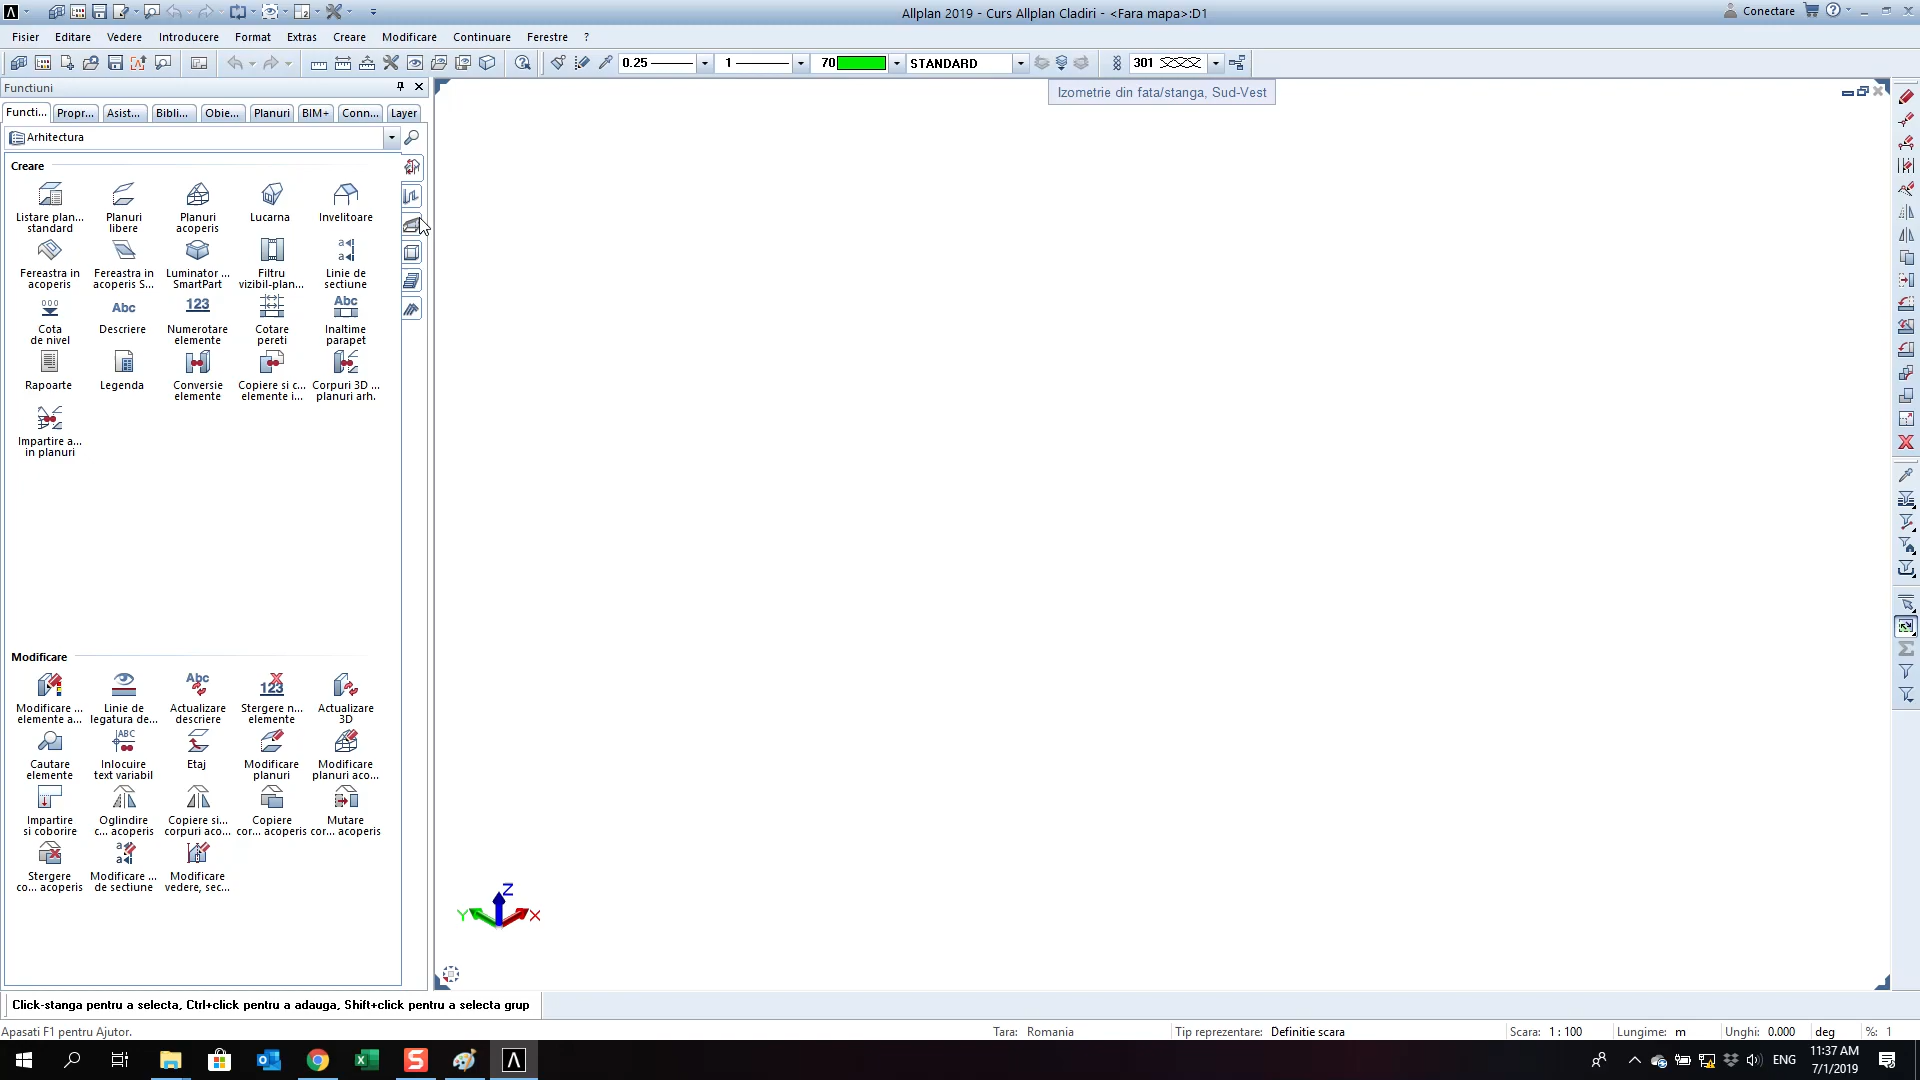 Allplan 2019 - Curs Allplan Cladiri - <Fara mapa>:D1
Conectare
Fisier Editare Vedere Introducere Format Extras Creare Modificare Continuare Ferestre ?
0.25 1 70 STANDARD 301
Functiuni
Izometrie din fata/stanga, Sud-Vest
Functi... Propr... Asist... Bibli... Obie... Planuri BIM+ Conn... Layer
Arhitectura
Creare
Listare plan... Planuri Planuri Lucarna Invelitoare
standard libere acoperis
a
a
Fereastra in Fereastra in Luminator ... Filtru Linie de
acoperis acoperis S... SmartPart vizibil-plan... sectiune
000 Abc 123 Abc
Cota Descriere Numerotare Cotare Inaltime
de nivel elemente pereti parapet
Rapoarte Legenda Conversie Copiere si c... Corpuri 3D ...
elemente elemente i... planuri arh.
Impartire a...
in planuri
Modificare
Abc 123
Modificare ... Linie de Actualizare Stergere n... Actualizare
elemente a... legatura de... descriere elemente 3D
ABC
Cautare Inlocuire Etaj Modificare Modificare
elemente text variabil planuri planuri aco...
Impartire Oglindire Copiere si... Copiere Mutare
si coborire c... acoperis corpuri aco... cor... acoperis cor... acoperis
a
a
Stergere Modificare ... Modificare
co... acoperis de sectiune vedere, sec...
Z
Y X
Click-stanga pentru a selecta, Ctrl+click pentru a adauga, Shift+click pentru a selecta grup
Apasati F1 pentru Ajutor. Tara: Romania Tip reprezentare: Definitie scara Scara: 1 : 100 Lungime: m Unghi: 0.000 deg %: 1
ENG 11:37 AM
7/1/2019